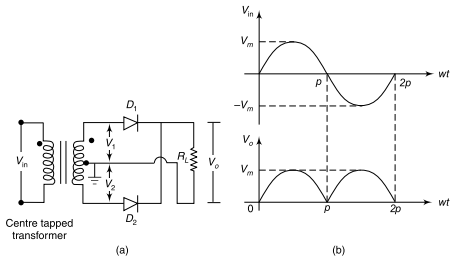 V_in
D_1
V_1
V_2
R_L
V_o
D_2
Centre tapped
transformer
(a)
V_in
V_m
p
2p
wt
–V_m
V_o
V_m
0
p
2p
wt
(b)